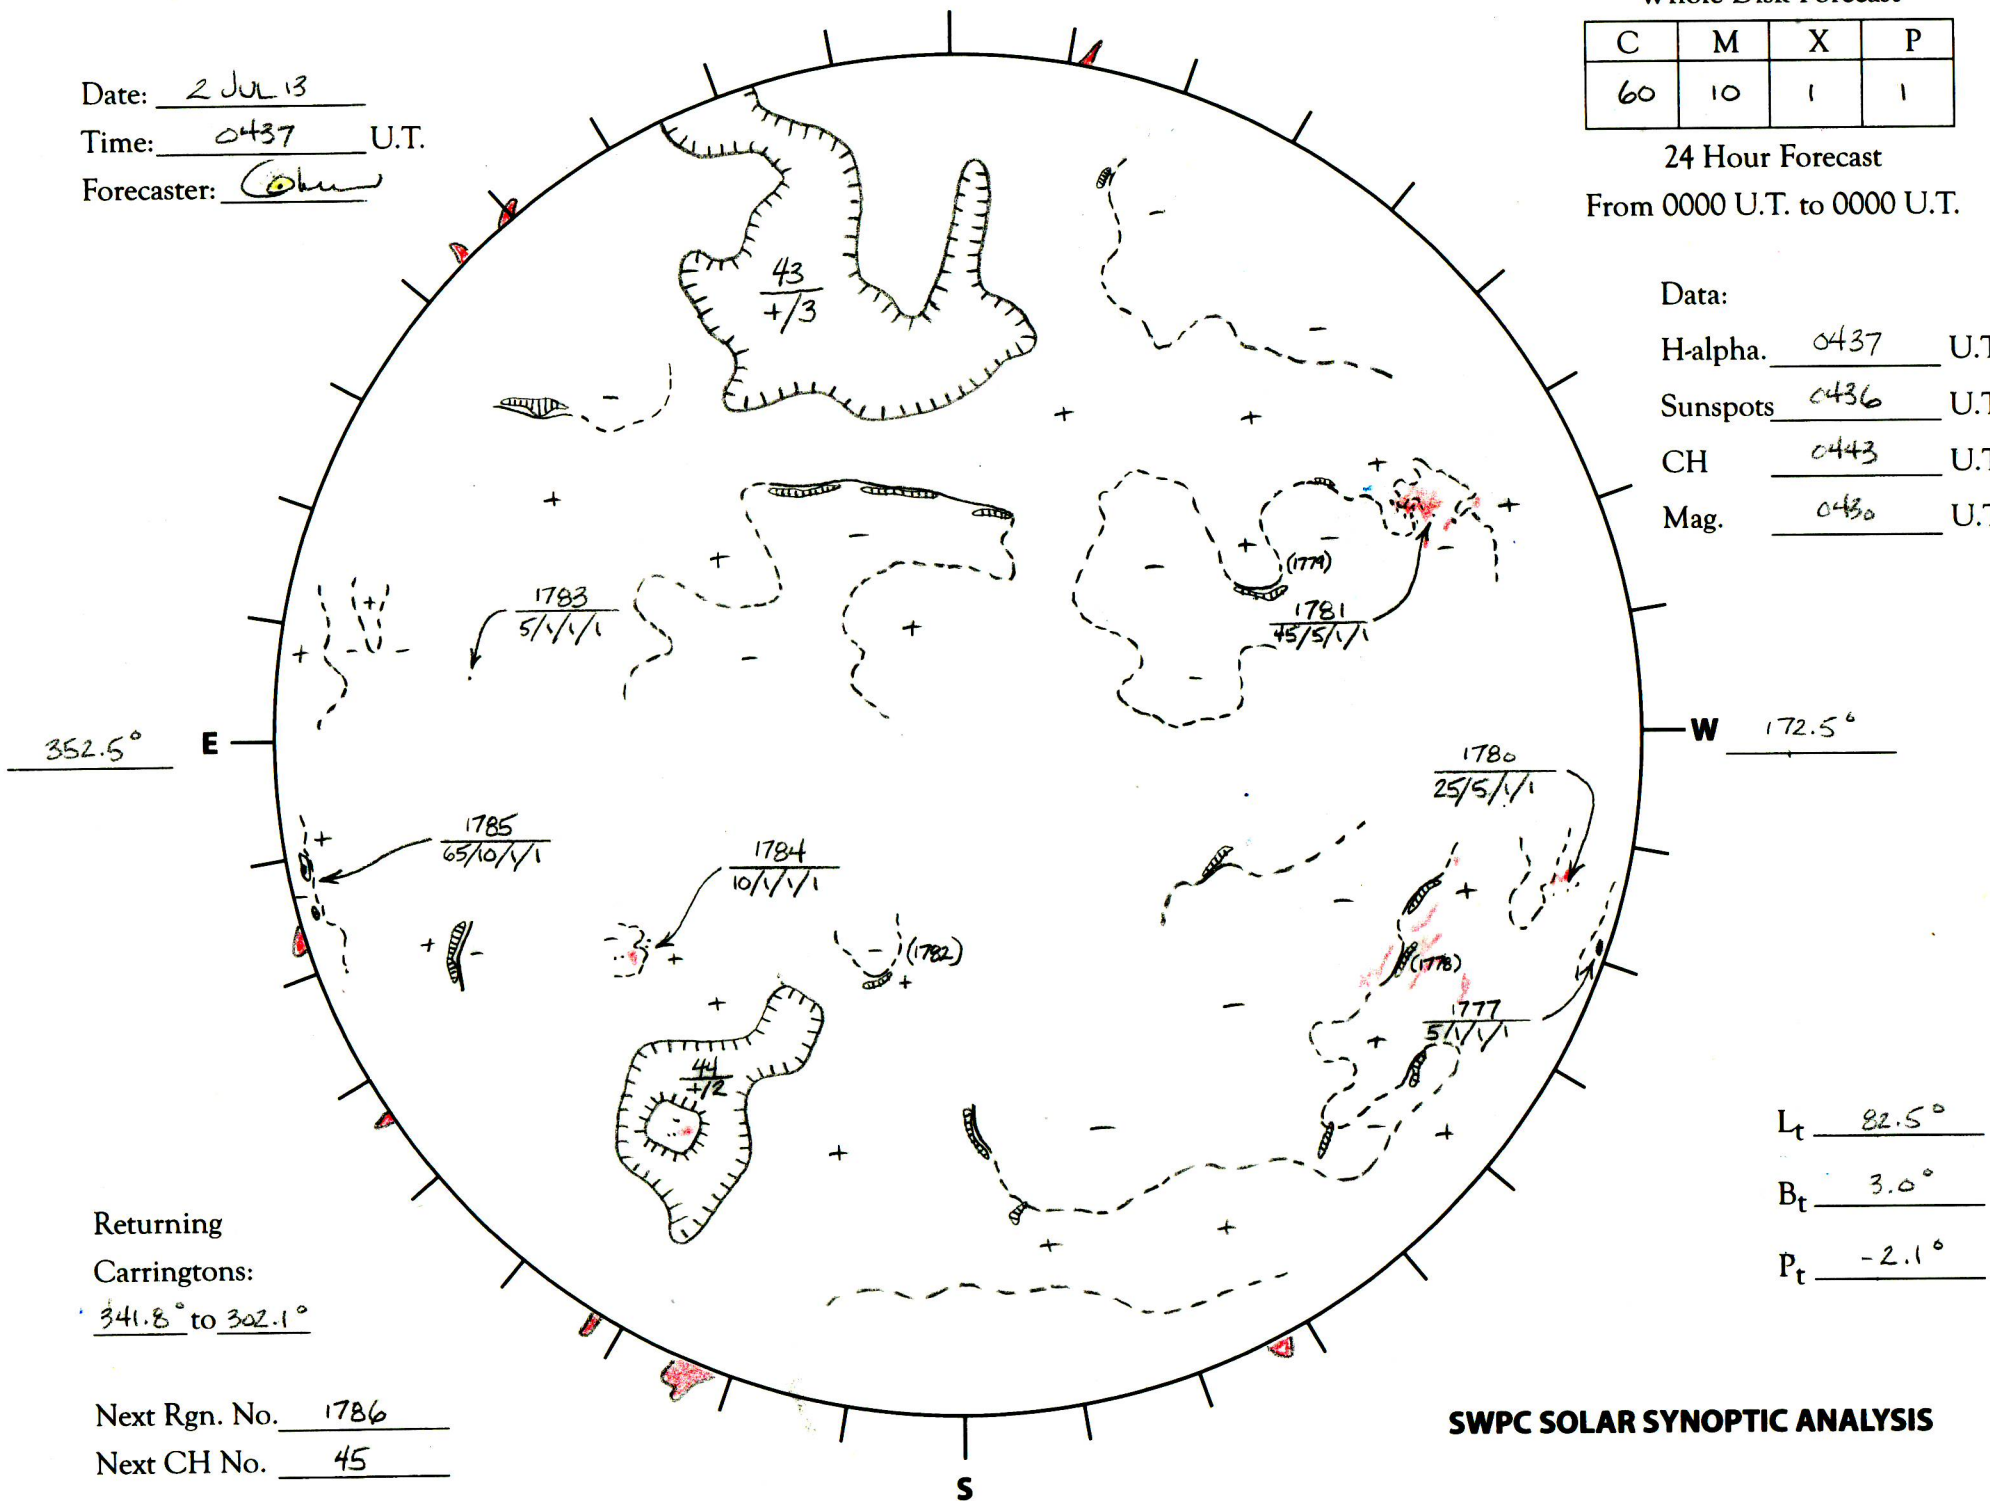 Whole Disk Forecast
C M X P
60 10 1 1
24 Hour Forecast
From 0000 U.T. to 0000 U.T.
Date: 2 JUL 13
Time: 0437 U.T.
Forecaster:
Data:
H-alpha. 0437 U.T
Sunspots 0436 U.T
CH 0443 U.T
Mag. 0430 U.T
43
+/3
1783
5/1/1/1
(1779)
1781
45/5/1/1
352.5° E
W 172.5°
1780
25/5/1/1
1785
65/10/1/1
1784
10/1/1/1
(1782)
(1778)
1777
5/1/1/1
44
+/2
Lt 82.5°
Bt 3.0°
Pt -2.1°
Returning
Carringtons:
341.8° to 302.1°
Next Rgn. No. 1786
Next CH No. 45
S
SWPC SOLAR SYNOPTIC ANALYSIS